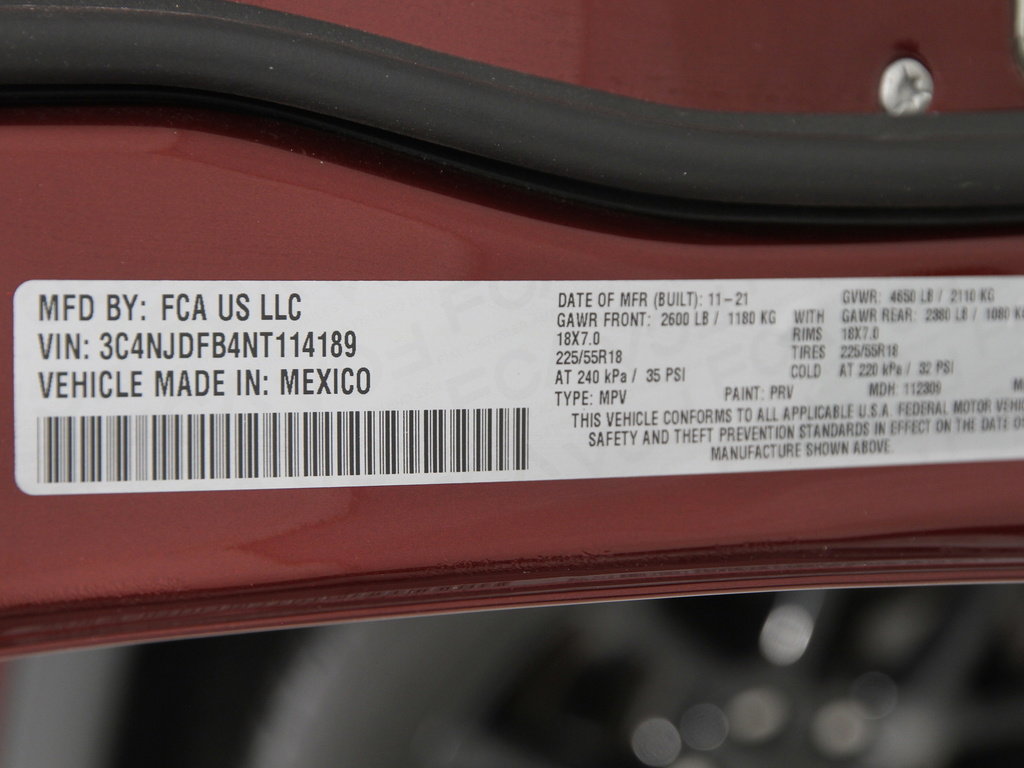 MFD BY: FCA US LLC
VIN: 3C4NJDFB4NT114189
VEHICLE MADE IN: MEXICO
DATE OF MFR (BUILT): 11-21 GVWR: 4650 LB / 2110 KG
GAWR FRONT: 2600 LB / 1180 KG WITH GAWR REAR: 2380 LB / 1080 K
18X7.0 RIMS 18X7.0
225/55R18 TIRES 225/55R18
AT 240 kPa / 35 PSI COLD AT 220 kPa / 32 PSI
TYPE: MPV PAINT: PRV MDH: 112309 M
THIS VEHICLE CONFORMS TO ALL APPLICABLE U.S.A. FEDERAL MOTOR VEHI
SAFETY AND THEFT PREVENTION STANDARDS IN EFFECT ON THE DATE O
MANUFACTURE SHOWN ABOVE.